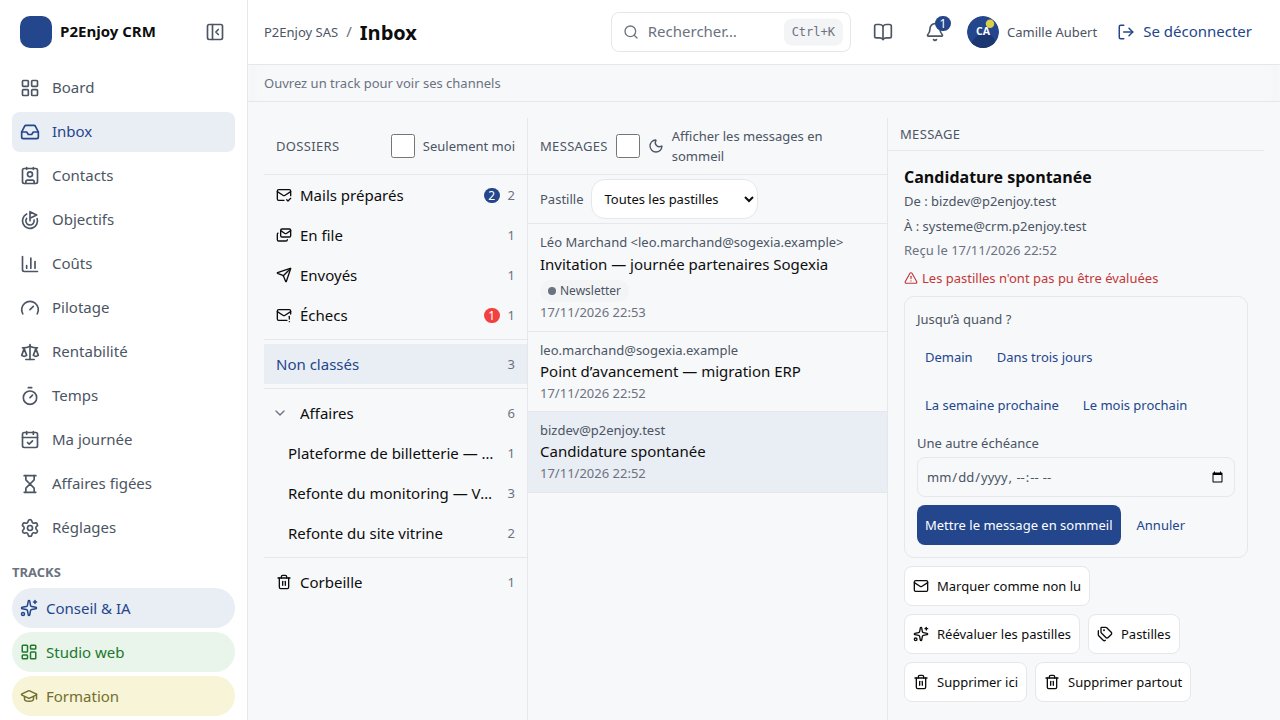 P2Enjoy CRM
Board
Inbox
Contacts
Objectifs
Coûts
Pilotage
Rentabilité
Temps
Ma journée
Affaires figées
Réglages
TRACKS
Conseil & IA
Studio web
Formation
P2Enjoy SAS / Inbox
Rechercher... Ctrl+K
1
CA Camille Aubert
Se déconnecter
Ouvrez un track pour voir ses channels
DOSSIERS Seulement moi
Mails préparés 2 2
En file 1
Envoyés 1
Échecs 1 1
Non classés 3
Affaires 6
Plateforme de billetterie — ... 1
Refonte du monitoring — V... 3
Refonte du site vitrine 2
Corbeille 1
MESSAGES Afficher les messages en
sommeil
Pastille Toutes les pastilles
Léo Marchand <leo.marchand@sogexia.example>
Invitation — journée partenaires Sogexia
Newsletter
17/11/2026 22:53
leo.marchand@sogexia.example
Point d’avancement — migration ERP
17/11/2026 22:52
bizdev@p2enjoy.test
Candidature spontanée
17/11/2026 22:52
MESSAGE
Candidature spontanée
De : bizdev@p2enjoy.test
À : systeme@crm.p2enjoy.test
Reçu le 17/11/2026 22:52
Les pastilles n'ont pas pu être évaluées
Jusqu'à quand ?
Demain Dans trois jours
La semaine prochaine Le mois prochain
Une autre échéance
mm/dd/yyyy, --:-- --
Mettre le message en sommeil Annuler
Marquer comme non lu
Réévaluer les pastilles Pastilles
Supprimer ici Supprimer partout